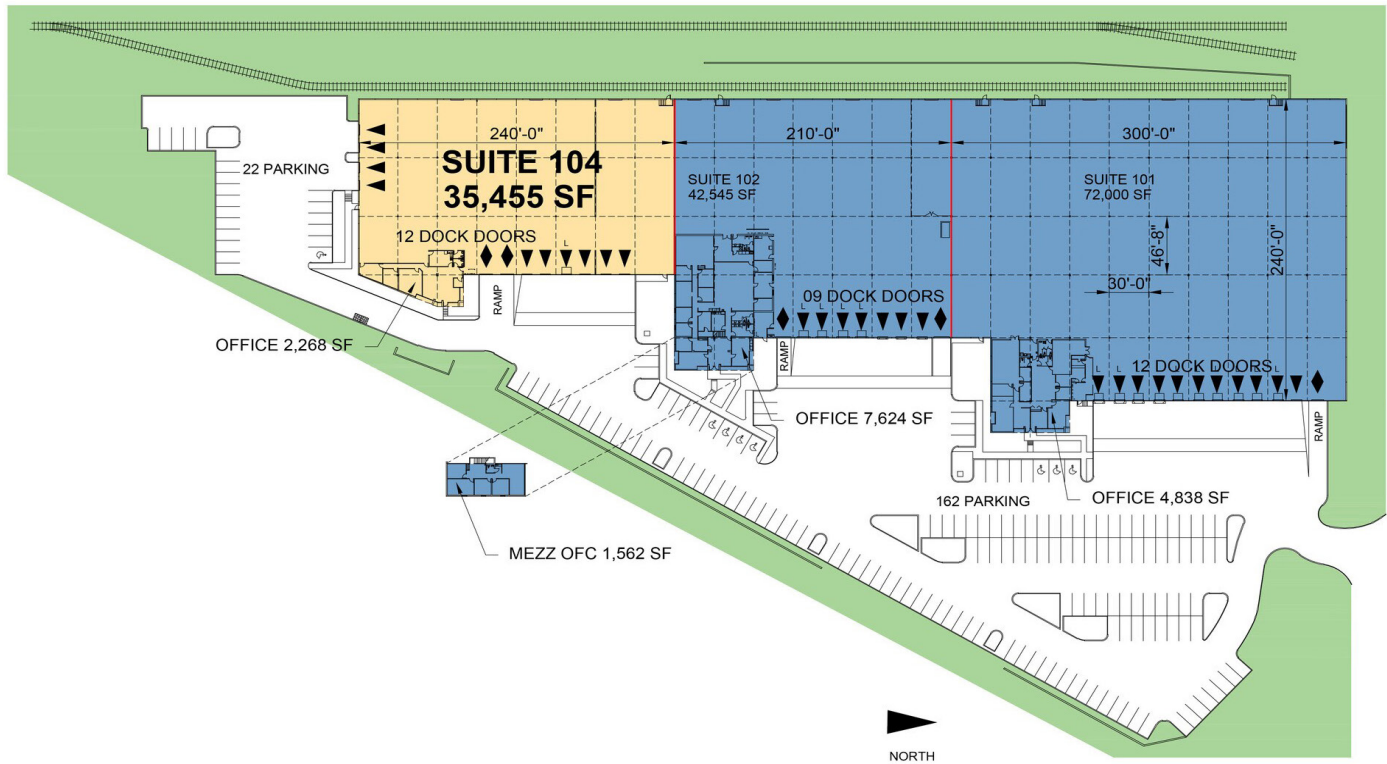 240'-0"
210'-0"
300'-0"
SUITE 104
35,455 SF
22 PARKING
SUITE 102
42,545 SF
SUITE 101
72,000 SF
12 DOCK DOORS
L
46'-8"
240'-0"
30'-0"
RAMP
09 DOCK DOORS
L L L L
OFFICE 2,268 SF
RAMP
12 DOCK DOORS
L L L L L L L L L
OFFICE 7,624 SF
RAMP
162 PARKING
OFFICE 4,838 SF
MEZZ OFC 1,562 SF
NORTH